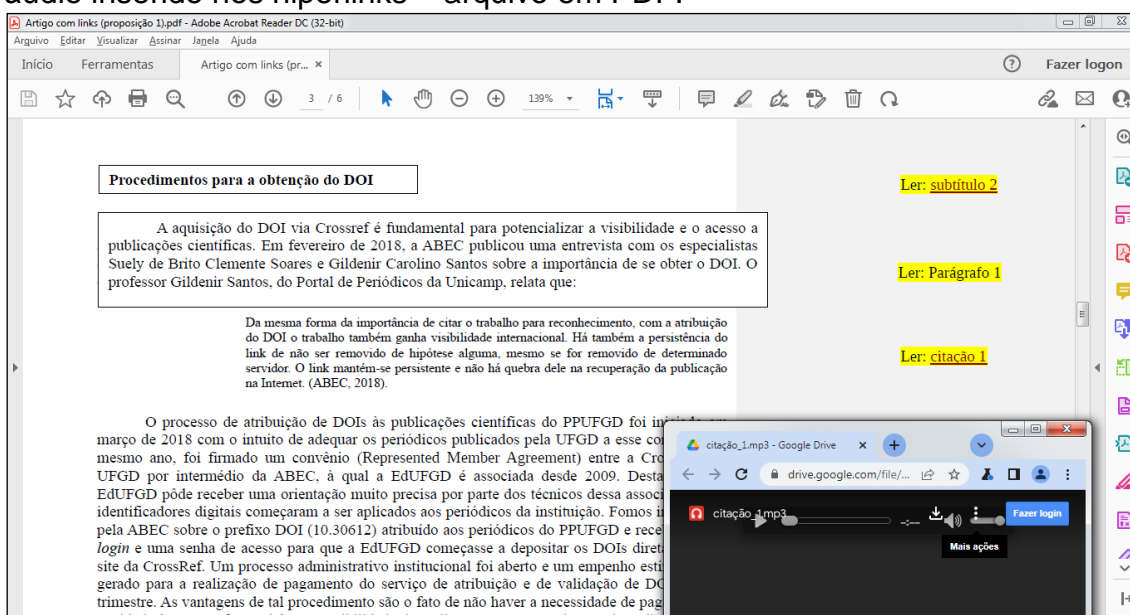 áudio inserido nos hiperlinks – arquivo em PDF.
Artigo com links (proposição 1).pdf - Adobe Acrobat Reader DC (32-bit)
Arquivo Editar Visualizar Assinar Janela Ajuda
Início Ferramentas Artigo com links (pr... × Fazer logon
3 / 6 139%
Procedimentos para a obtenção do DOI
Ler: subtítulo 2
A aquisição do DOI via Crossref é fundamental para potencializar a visibilidade e o acesso a
publicações científicas. Em fevereiro de 2018, a ABEC publicou uma entrevista com os especialistas
Suely de Brito Clemente Soares e Gildenir Carolino Santos sobre a importância de se obter o DOI. O
professor Gildenir Santos, do Portal de Periódicos da Unicamp, relata que:
Ler: Parágrafo 1
Da mesma forma da importância de citar o trabalho para reconhecimento, com a atribuição
do DOI o trabalho também ganha visibilidade internacional. Há também a persistência do
link de não ser removido de hipótese alguma, mesmo se for removido de determinado
servidor. O link mantém-se persistente e não há quebra dele na recuperação da publicação
na Internet. (ABEC, 2018).
Ler: citação 1
O processo de atribuição de DOIs às publicações científicas do PPUFGD foi
março de 2018 com o intuito de adequar os periódicos publicados pela UFGD a esse
mesmo ano, foi firmado um convênio (Represented Member Agreement) entre a
UFGD por intermédio da ABEC, à qual a EdUFGD é associada desde 2009.
EdUFGD pôde receber uma orientação muito precisa por parte dos técnicos dessa
identificadores digitais começaram a ser aplicados aos periódicos da instituição. Fomos
pela ABEC sobre o prefixo DOI (10.30612) atribuído aos periódicos do PPUFGD e
login e uma senha de acesso para que a EdUFGD começasse a depositar os DOIs
site da CrossRef. Um processo administrativo institucional foi aberto e um empenho
gerado para a realização de pagamento do serviço de atribuição e de validação de
trimestre. As vantagens de tal procedimento são o fato de não haver a necessidade de
citação_1.mp3 - Google Drive × +
drive.google.com/file/...
citação_1.mp3
-:--
Fazer login
Mais ações